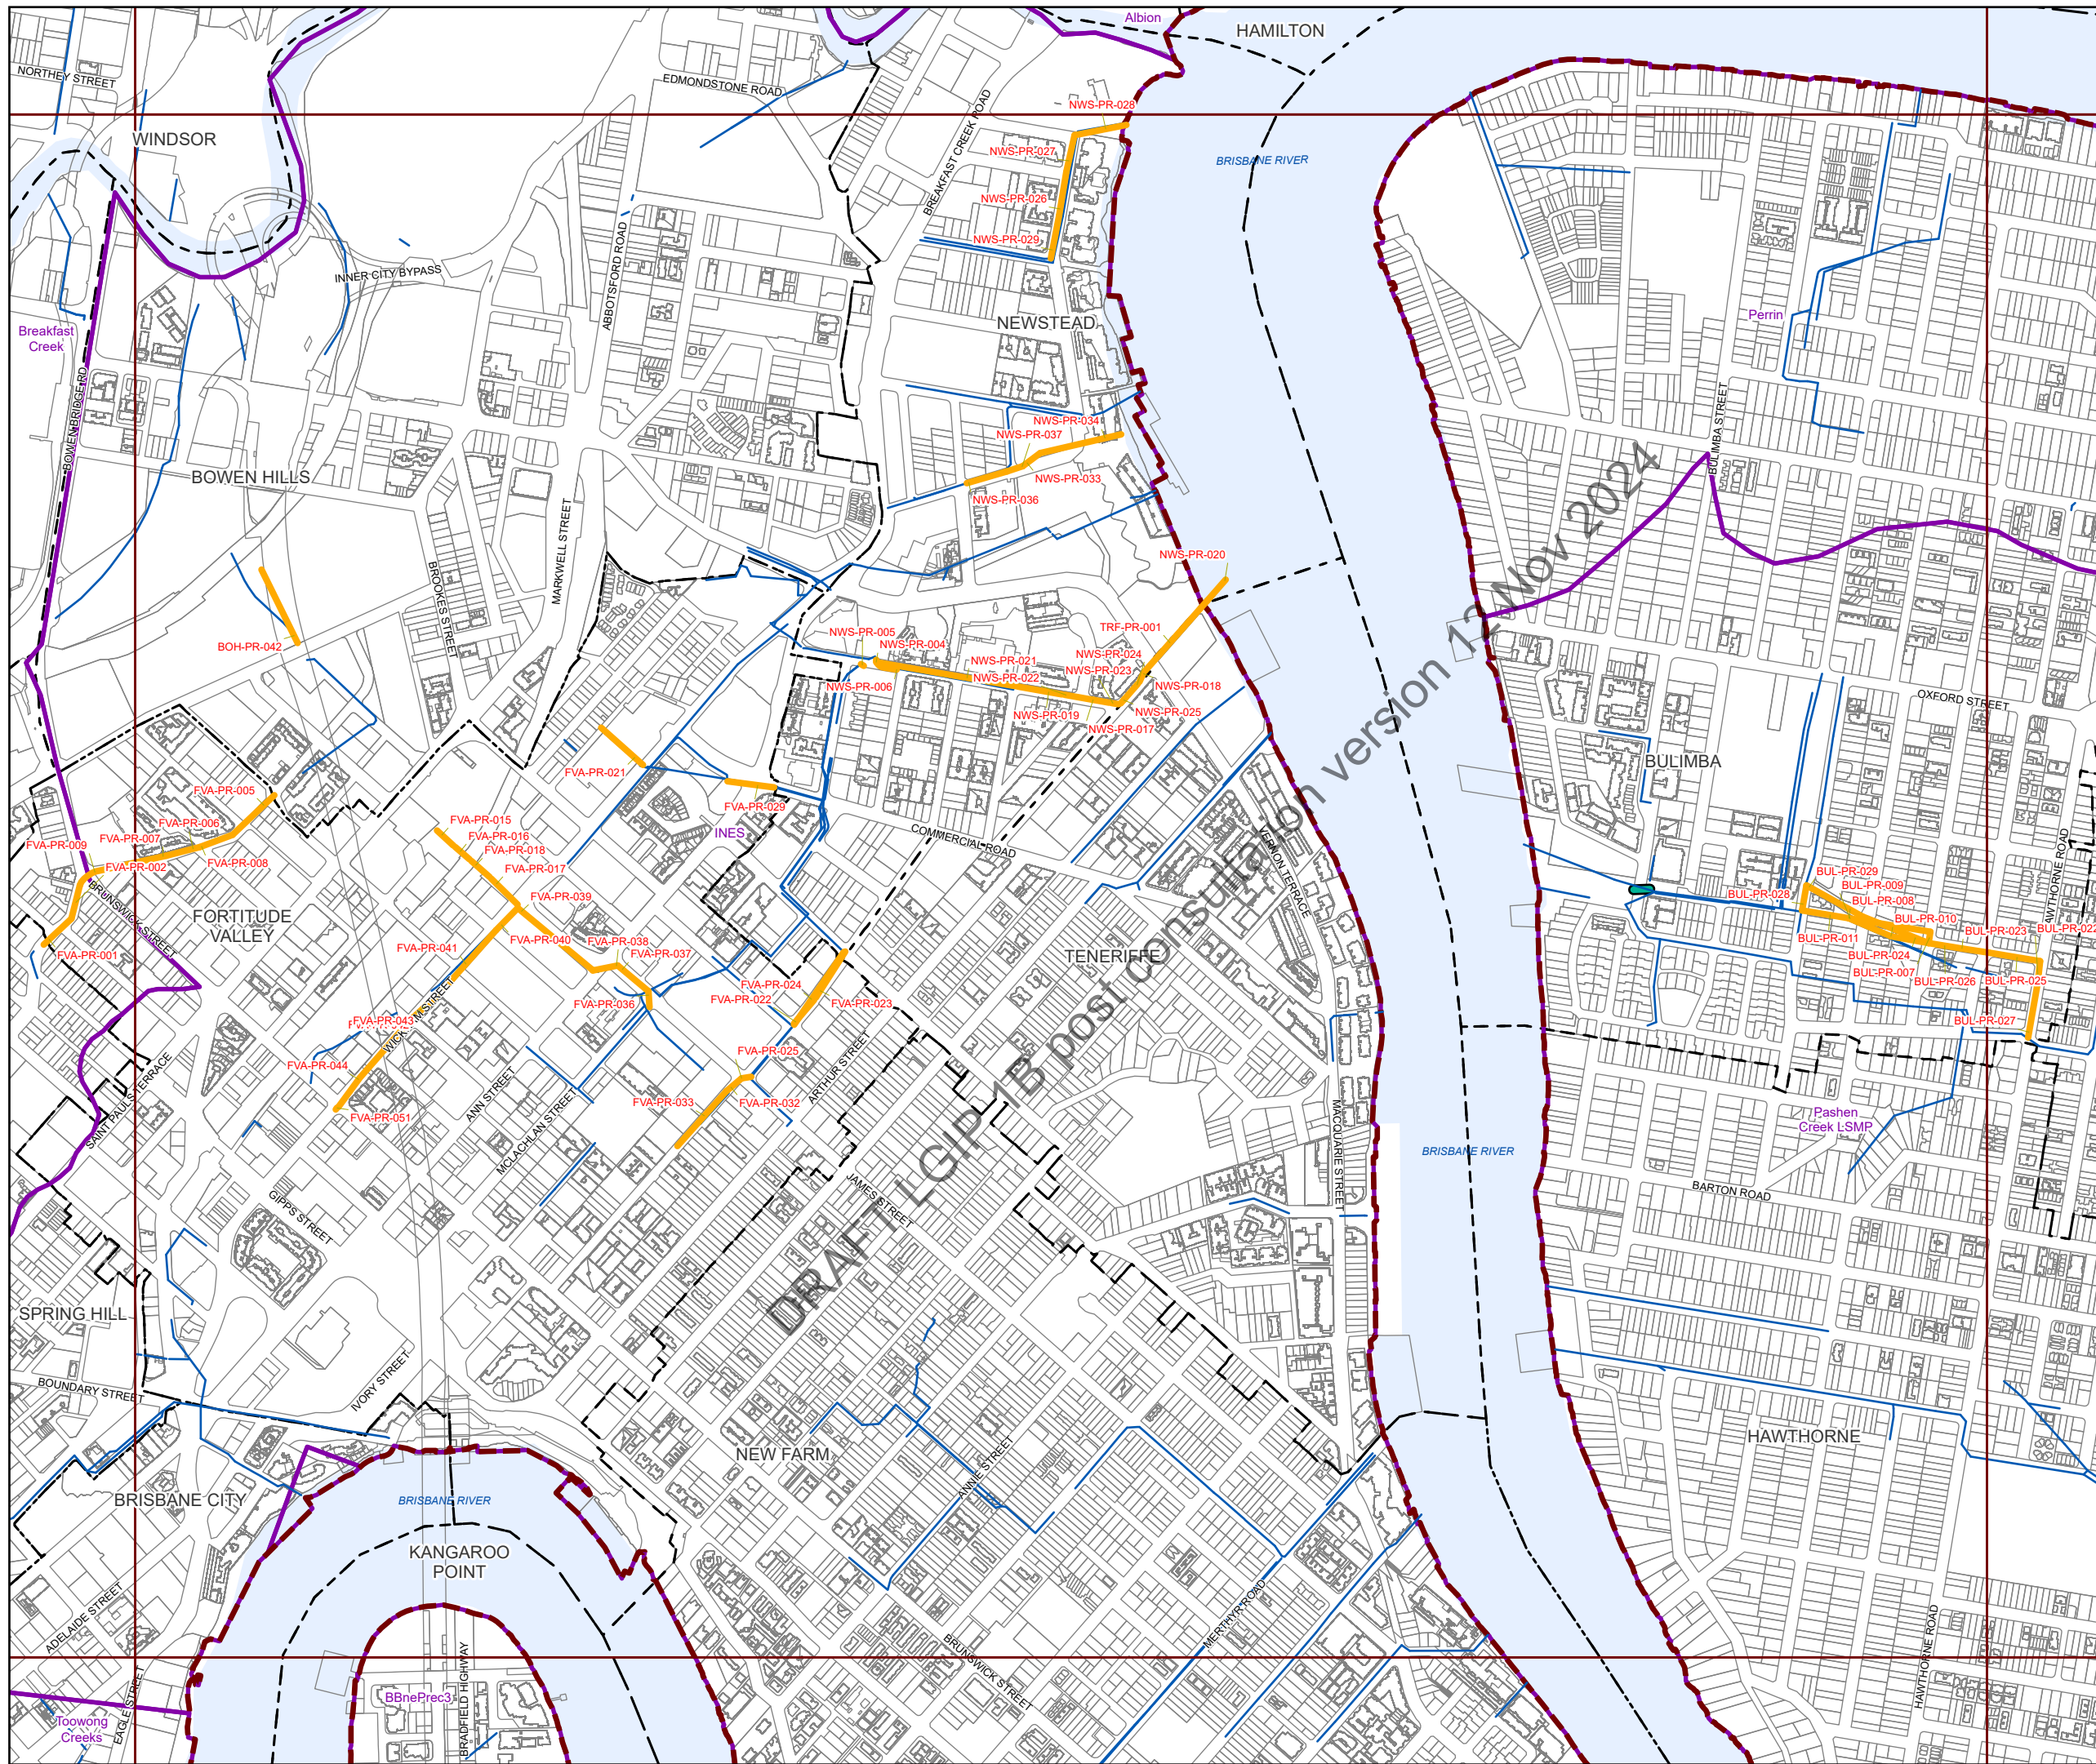 Albion
HAMILTON
NORTHEY STREET
EDMONDSTONE ROAD
NWS-PR-028
WINDSOR
BREAKFAST CREEK ROAD
NWS-PR-027
BRISBANE RIVER
NWS-PR-026
NWS-PR-029
ABBOTSFORD ROAD
INNER CITY BYPASS
Breakfast
Creek
NEWSTEAD
Perrin
BOWEN BRIDGE RD
BULIMBA STREET
NWS-PR-034
NWS-PR-037
BOWEN HILLS
NWS-PR-033
NWS-PR-036
MARKWELL STREET
BROOKES STREET
NWS-PR-020
TRF-PR-001
NWS-PR-005
NWS-PR-004
BOH-PR-042
NWS-PR-024
NWS-PR-021
NWS-PR-023
NWS-PR-022
NWS-PR-006
NWS-PR-018
OXFORD STREET
NWS-PR-019
NWS-PR-025
NWS-PR-017
BULIMBA
FVA-PR-021
FVA-PR-005
FVA-PR-029
FVA-PR-015
FVA-PR-006
INES
FVA-PR-016
FVA-PR-007
FVA-PR-018
COMMERCIAL ROAD
FVA-PR-009
FVA-PR-008
FVA-PR-002
FVA-PR-017
VERNON TERRACE
HAWTHORNE ROAD
BUL-PR-029
BUL-PR-009
BUL-PR-028
BUL-PR-008
FVA-PR-039
BRUNSWICK STREET
FORTITUDE
VALLEY
BUL-PR-010
BUL-PR-023
BUL-PR-022
FVA-PR-041
FVA-PR-040
FVA-PR-038
BUL-PR-011
FVA-PR-001
FVA-PR-037
TENERIFFE
BUL-PR-024
BUL-PR-007
BUL-PR-026
BUL-PR-025
FVA-PR-024
FVA-PR-022
FVA-PR-036
FVA-PR-023
WICKHAM STREET
FVA-PR-043
BUL-PR-027
FVA-PR-025
FVA-PR-044
SAINT PAULS TERRACE
ANN STREET
ARTHUR STREET
FVA-PR-033
FVA-PR-032
FVA-PR-051
MCLACHLAN STREET
MACQUARIE STREET
Pashen
Creek LSMP
BRISBANE RIVER
BARTON ROAD
JAMES STREET
GIPPS STREET
DRAFT LGIP 1B post consultation version 12 Nov 2024
SPRING HILL
IVORY STREET
BOUNDARY STREET
HAWTHORNE
NEW FARM
ANNIE STREET
BRISBANE CITY
BRISBANE RIVER
KANGAROO
POINT
ADELAIDE STREET
MERTHYR ROAD
HAWTHORNE ROAD
BRUNSWICK STREET
BRADFIELD HIGHWAY
EAGLE STREET
BBnePrec3
Toowong
Creeks